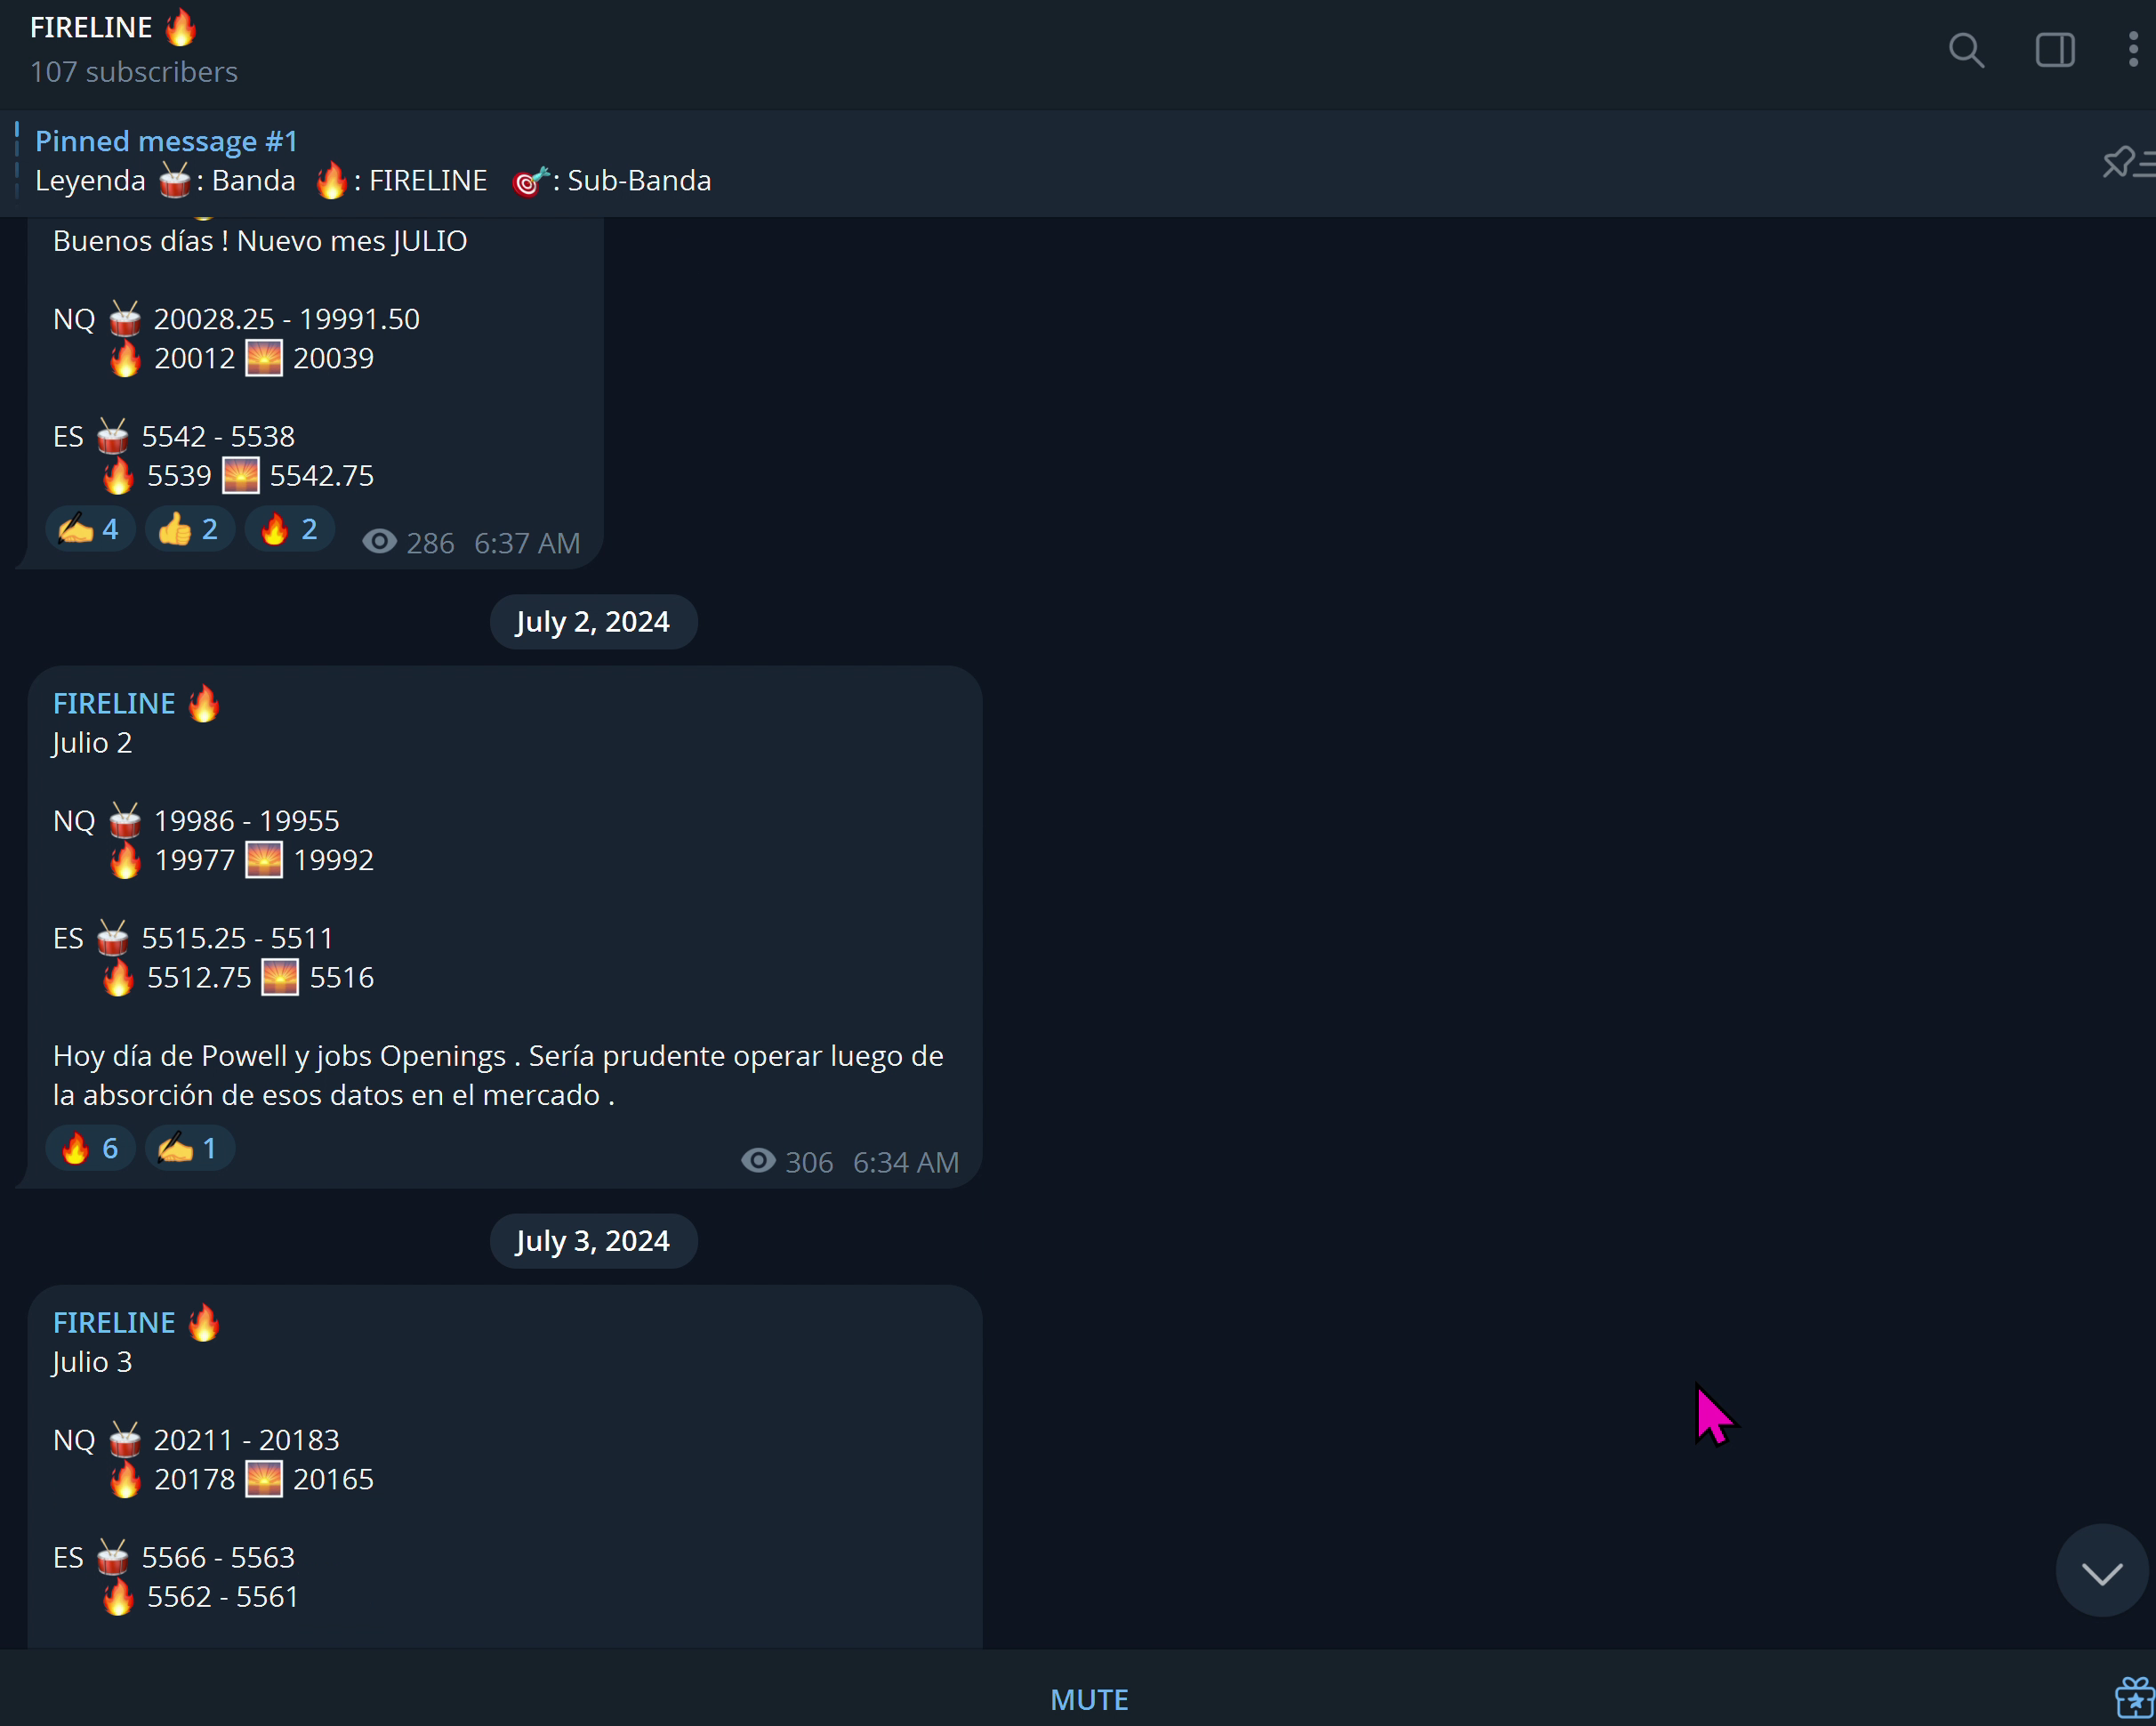 FIRELINE 🔥
107 subscribers
Pinned message #1
Leyenda 🥁: Banda 🔥: FIRELINE 🎯: Sub-Banda
Buenos días ! Nuevo mes JULIO
NQ 🥁 20028.25 - 19991.50
🔥 20012 🌅 20039
ES 🥁 5542 - 5538
🔥 5539 🌅 5542.75
✍️ 4 👍 2 🔥 2 286 6:37 AM
July 2, 2024
FIRELINE 🔥
Julio 2
NQ 🥁 19986 - 19955
🔥 19977 🌅 19992
ES 🥁 5515.25 - 5511
🔥 5512.75 🌅 5516
Hoy día de Powell y jobs Openings . Sería prudente operar luego de
la absorción de esos datos en el mercado .
🔥 6 ✍️ 1 306 6:34 AM
July 3, 2024
FIRELINE 🔥
Julio 3
NQ 🥁 20211 - 20183
🔥 20178 🌅 20165
ES 🥁 5566 - 5563
🔥 5562 - 5561
MUTE